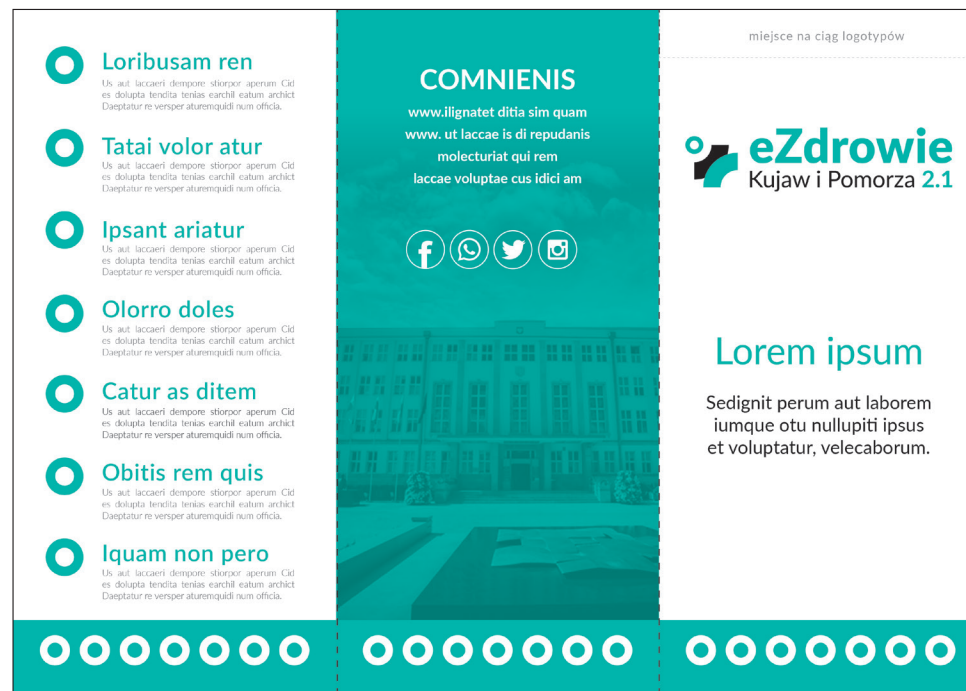 Loribusam ren
Us aut laccaeri dempore stiorpor aperum Cid
es dolupta tendita tenias earchil eatum archict
Daeptatur re versper aturemquidi num officia.
Tatai volor atur
Us aut laccaeri dempore stiorpor aperum Cid
es dolupta tendita tenias earchil eatum archict
Daeptatur re versper aturemquidi num officia.
Ipsant ariatur
Us aut laccaeri dempore stiorpor aperum Cid
es dolupta tendita tenias earchil eatum archict
Daeptatur re versper aturemquidi num officia.
Olorro doles
Us aut laccaeri dempore stiorpor aperum Cid
es dolupta tendita tenias earchil eatum archict
Daeptatur re versper aturemquidi num officia.
Catur as ditem
Us aut laccaeri dempore stiorpor aperum Cid
es dolupta tendita tenias earchil eatum archict
Daeptatur re versper aturemquidi num officia.
Obitis rem quis
Us aut laccaeri dempore stiorpor aperum Cid
es dolupta tendita tenias earchil eatum archict
Daeptatur re versper aturemquidi num officia.
Iquam non pero
Us aut laccaeri dempore stiorpor aperum Cid
es dolupta tendita tenias earchil eatum archict
Daeptatur re versper aturemquidi num officia.
COMNIENIS
www.ilignatet ditia sim quam
www. ut laccae is di repudanis
molecturiat qui rem
laccae voluptae cus idici am
miejsce na ciąg logotypów
eZdrowie
Kujaw i Pomorza 2.1
Lorem ipsum
Sedignit perum aut laborem
iumque otu nullupiti ipsus
et voluptatur, velecaborum.